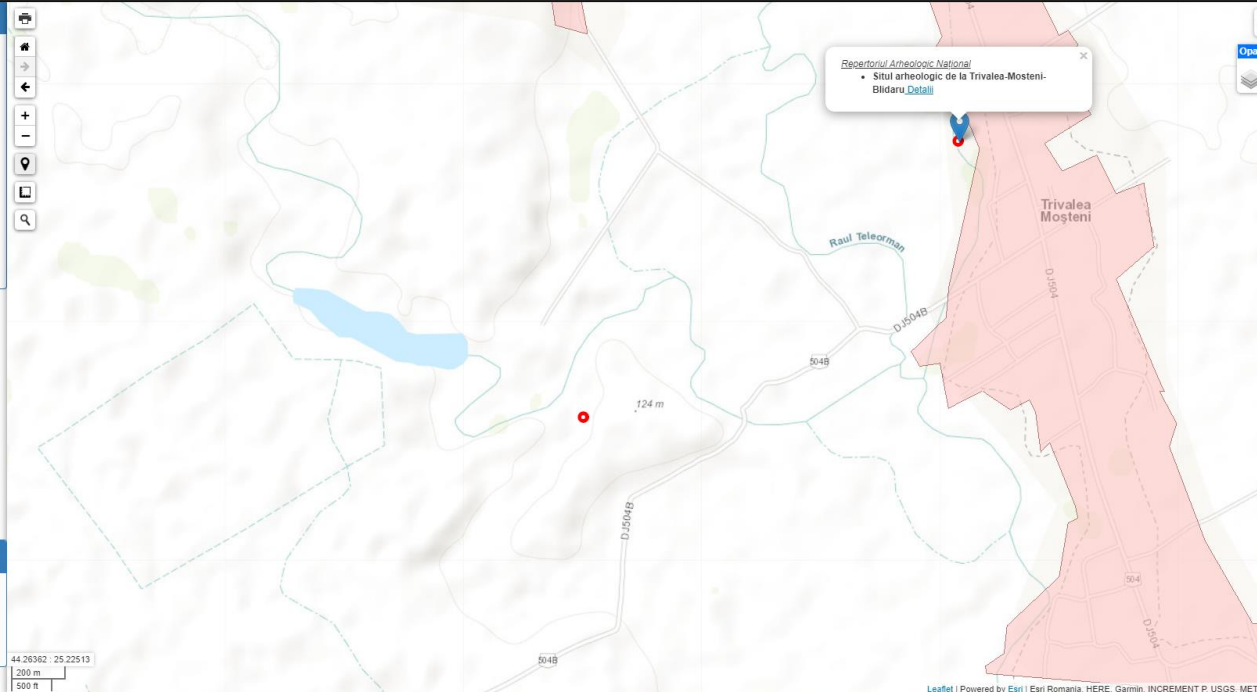 Opa
Repertoriul Arheologic Național
Situl arheologic de la Trivalea-Mosteni-
Blidaru Detalii
+
−
Trivalea
Moșteni
Raul Teleorman
DJ504
DJ504B
504B
124 m
DJ504B
504
DJ504
504B
44.26362 : 25.22513
200 m
500 ft
Leaflet | Powered by Esri | Esri Romania, HERE, Garmin, INCREMENT P, USGS, MET